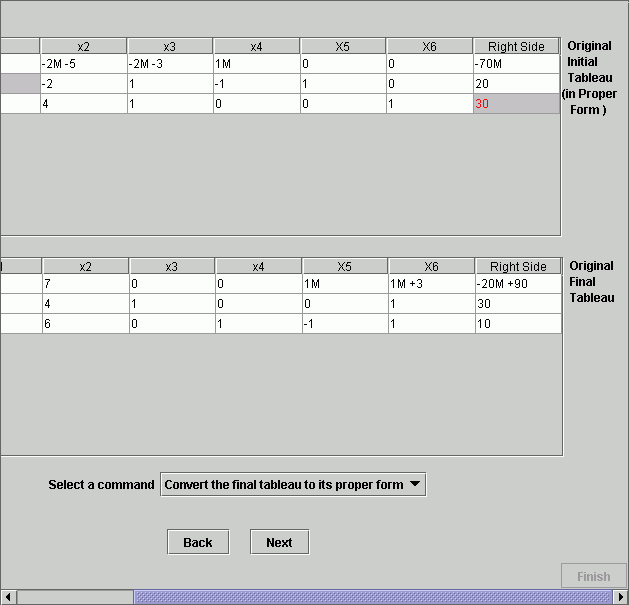 x2 x3 x4 X5 X6 Right Side
-2M -5 -2M -3 1M 0 0 -70M
-2 1 -1 1 0 20
4 1 0 0 1 30
Original
Initial
Tableau
(in Proper
Form )
x2 x3 x4 X5 X6 Right Side
7 0 0 1M 1M +3 -20M +90
4 1 0 0 1 30
6 0 1 -1 1 10
Original
Final
Tableau
Select a command Convert the final tableau to its proper form
Back Next
Finish